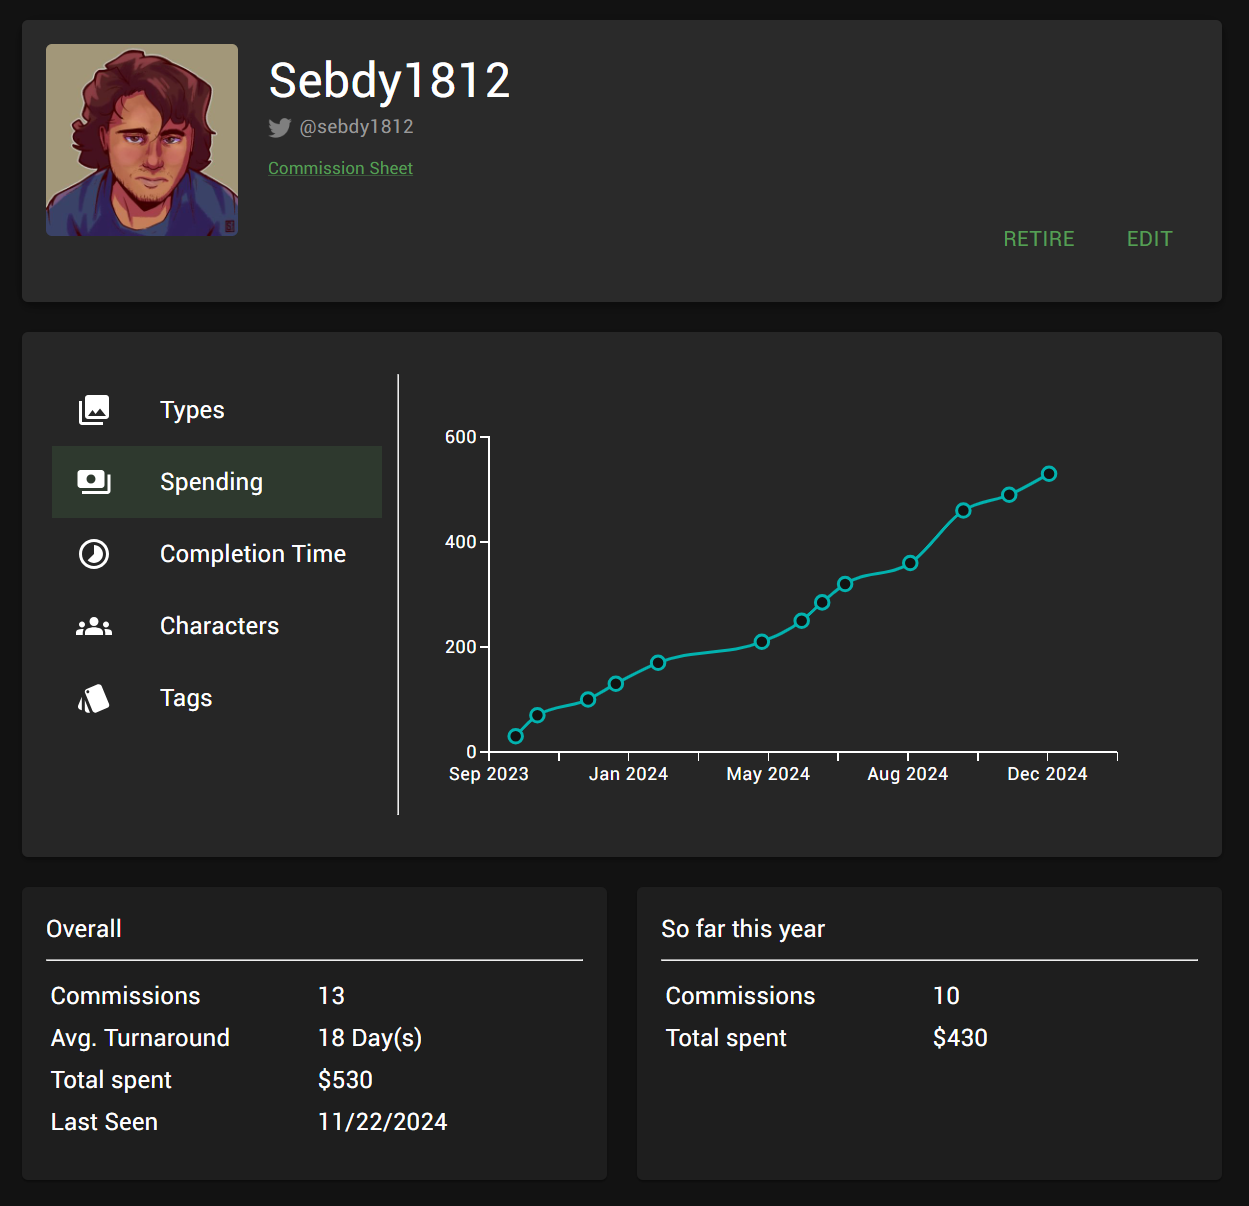 Sebdy1812
@sebdy1812
Commission Sheet
RETIRE EDIT
Types
Spending
Completion Time
Characters
Tags
600
400
200
0
Sep 2023 Jan 2024 May 2024 Aug 2024 Dec 2024
Overall
Commissions 13
Avg. Turnaround 18 Day(s)
Total spent $530
Last Seen 11/22/2024
So far this year
Commissions 10
Total spent $430